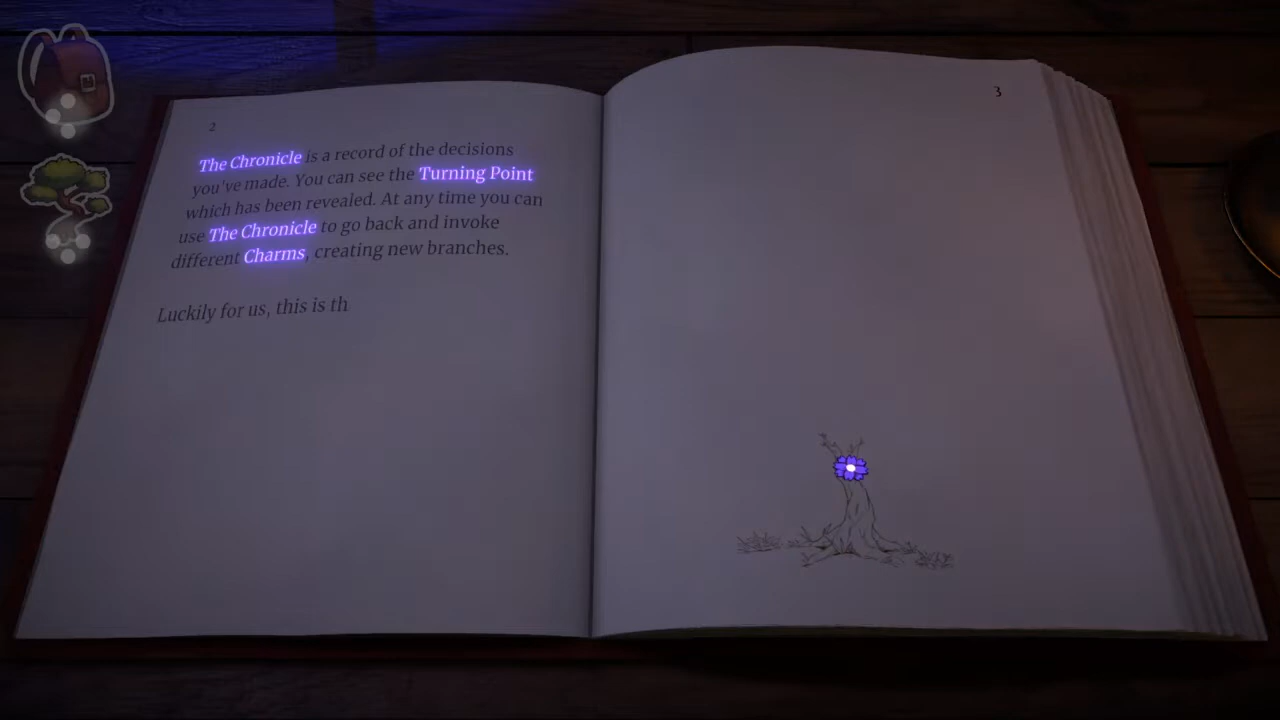 2
The Chronicle is a record of the decisions
you've made. You can see the Turning Point
which has been revealed. At any time you can
use The Chronicle to go back and invoke
different Charms, creating new branches.
Luckily for us, this is th
3